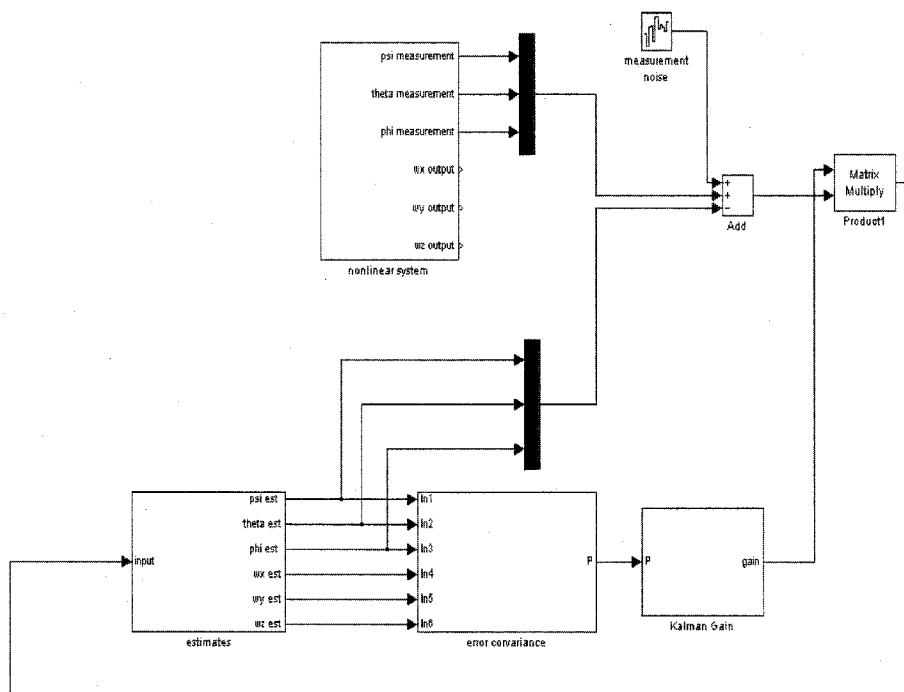 psi measurement
theta measurement
phi measurement
wx output
wy output
wz output
nonlinear system
measurement
noise
+
+
−
Add
Matrix
Multiply
Product1
input
psi est
theta est
phi est
wx est
wy est
wz est
estimates
In1
In2
In3
In4
In5
In6
P
error corvariance
P
gain
Kalman Gain